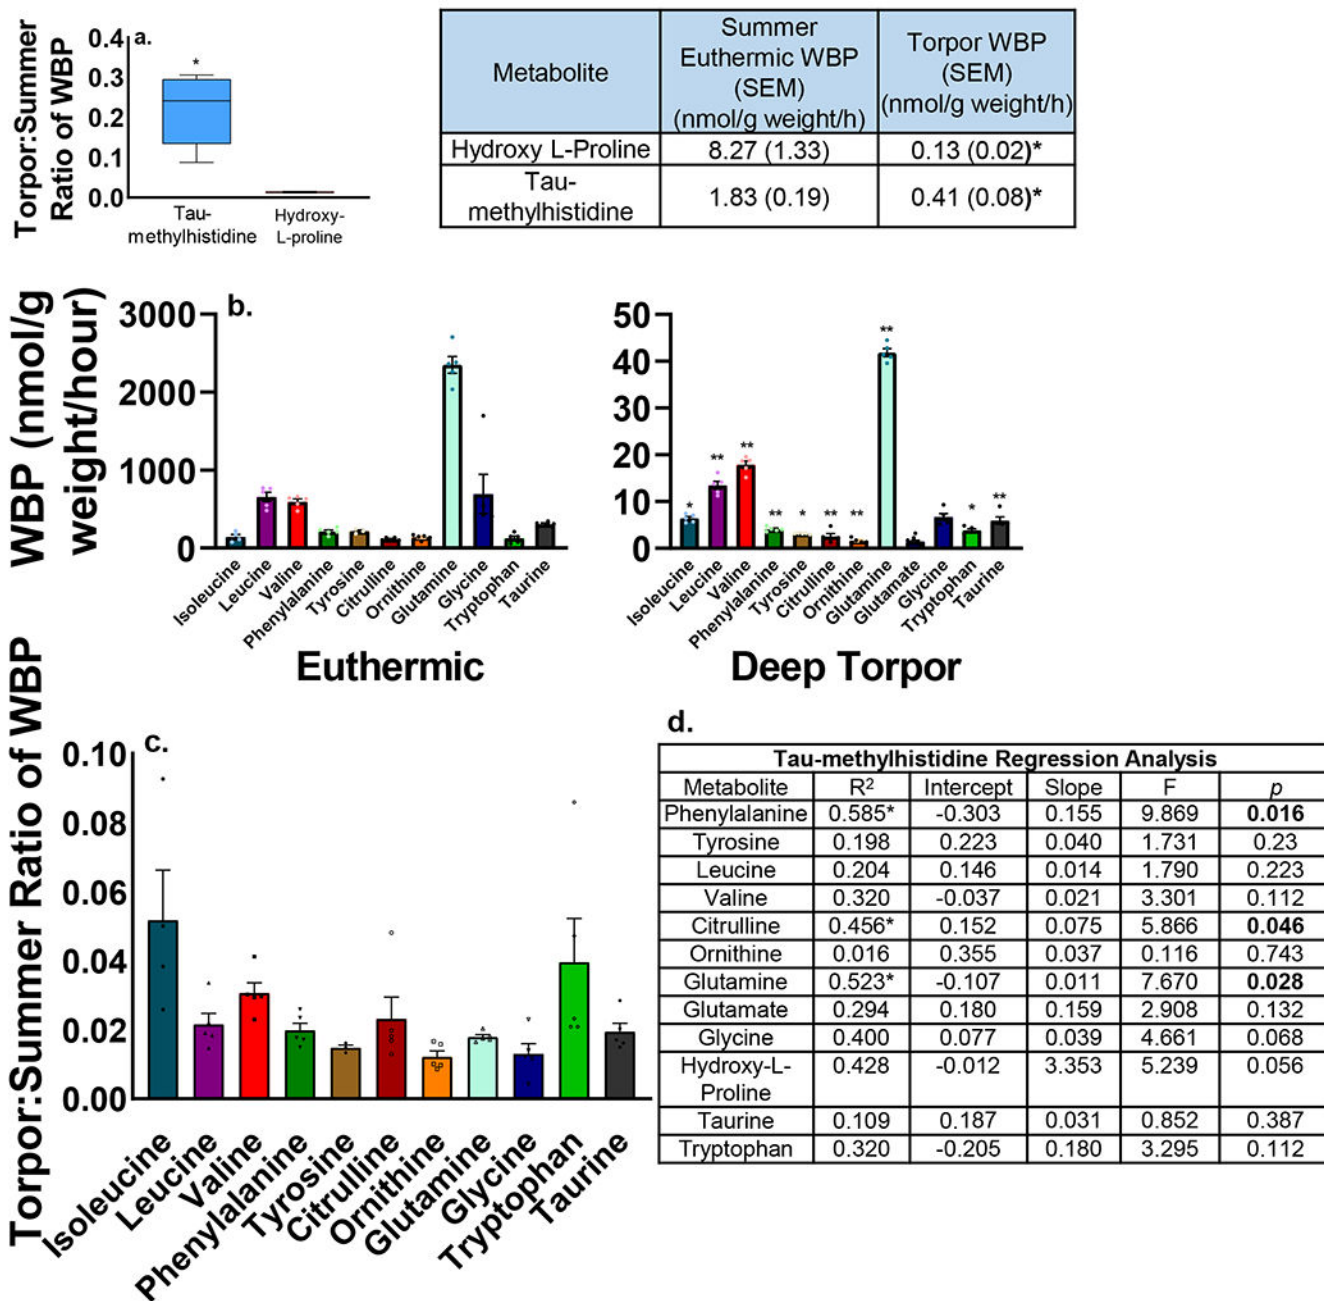 a.
Torpor:Summer
Ratio of WBP
0.4
0.3
0.2
0.1
0.0
*
Tau-
methylhistidine
Hydroxy-
L-proline
Metabolite
Summer
Euthermic WBP
(SEM)
(nmol/g weight/h)
Torpor WBP
(SEM)
(nmol/g weight/h)
Hydroxy L-Proline 8.27 (1.33) 0.13 (0.02)*
Tau-
methylhistidine 1.83 (0.19) 0.41 (0.08)*
b.
WBP (nmol/g
weight/hour)
3000
2000
1000
0
Isoleucine
Leucine
Valine
Phenylalanine
Tyrosine
Citrulline
Ornithine
Glutamine
Glycine
Tryptophan
Taurine
Euthermic
50
40
30
20
10
0
*
**
**
**
*
**
**
**
*
**
Isoleucine
Leucine
Valine
Phenylalanine
Tyrosine
Citrulline
Ornithine
Glutamine
Glutamate
Glycine
Tryptophan
Taurine
Deep Torpor
c.
Torpor:Summer Ratio of WBP
0.10
0.08
0.06
0.04
0.02
0.00
Isoleucine
Leucine
Valine
Phenylalanine
Tyrosine
Citrulline
Ornithine
Glutamine
Glycine
Tryptophan
Taurine
d.
Tau-methylhistidine Regression Analysis
Metabolite R² Intercept Slope F p
Phenylalanine 0.585* -0.303 0.155 9.869 0.016
Tyrosine 0.198 0.223 0.040 1.731 0.23
Leucine 0.204 0.146 0.014 1.790 0.223
Valine 0.320 -0.037 0.021 3.301 0.112
Citrulline 0.456* 0.152 0.075 5.866 0.046
Ornithine 0.016 0.355 0.037 0.116 0.743
Glutamine 0.523* -0.107 0.011 7.670 0.028
Glutamate 0.294 0.180 0.159 2.908 0.132
Glycine 0.400 0.077 0.039 4.661 0.068
Hydroxy-L- 0.428 -0.012 3.353 5.239 0.056
Proline
Taurine 0.109 0.187 0.031 0.852 0.387
Tryptophan 0.320 -0.205 0.180 3.295 0.112